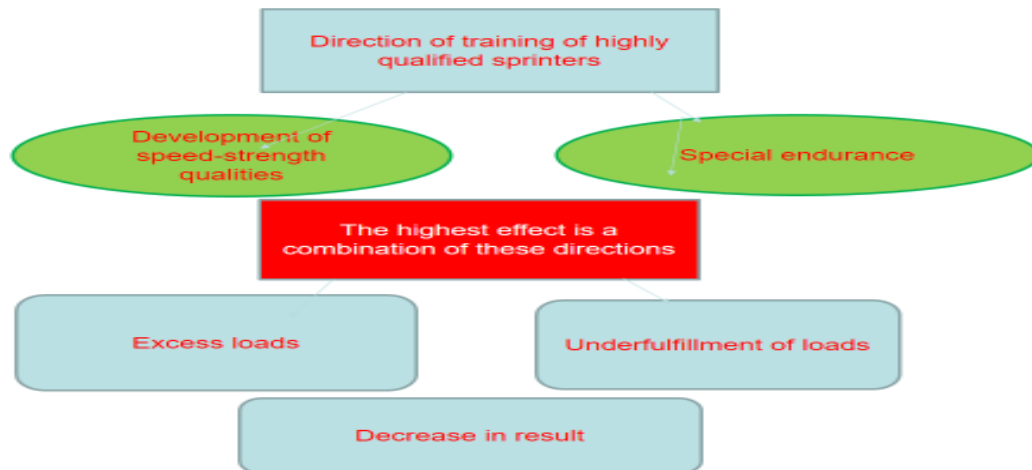 Direction of training of highly
qualified sprinters
Development of
speed-strength
qualities
Special endurance
The highest effect is a
combination of these directions
Excess loads
Underfulfillment of loads
Decrease in result